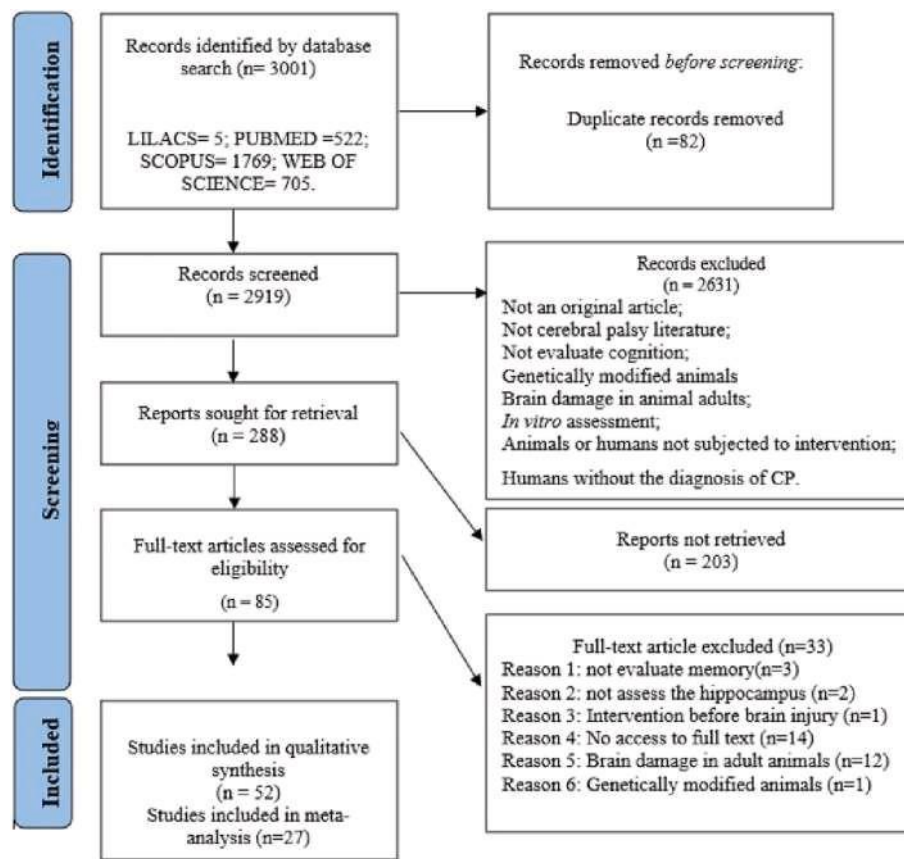 Identification
Records identified by database
search (n= 3001)
LILACS= 5; PUBMED =522;
SCOPUS= 1769; WEB OF
SCIENCE= 705.
Records removed before screening:
Duplicate records removed
(n =82)
Screening
Records screened
(n = 2919)
Records excluded
(n = 2631)
Not an original article;
Not cerebral palsy literature;
Not evaluate cognition;
Genetically modified animals
Brain damage in animal adults;
In vitro assessment;
Animals or humans not subjected to intervention;
Humans without the diagnosis of CP.
Reports sought for retrieval
(n = 288)
Reports not retrieved
(n = 203)
Full-text articles assessed for
eligibility
(n = 85)
Full-text article excluded (n=33)
Reason 1: not evaluate memory(n=3)
Reason 2: not assess the hippocampus (n=2)
Reason 3: Intervention before brain injury (n=1)
Reason 4: No access to full text (n=14)
Reason 5: Brain damage in adult animals (n=12)
Reason 6: Genetically modified animals (n=1)
Included
Studies included in qualitative
synthesis
(n = 52)
Studies included in meta-
analysis (n=27)